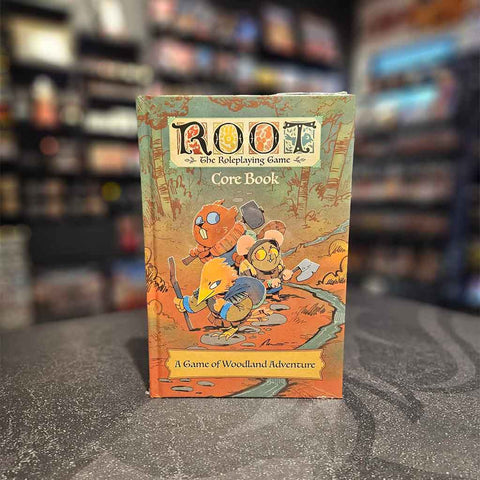 ROOT
The Roleplaying Game
Core Book
A Game of Woodland Adventure